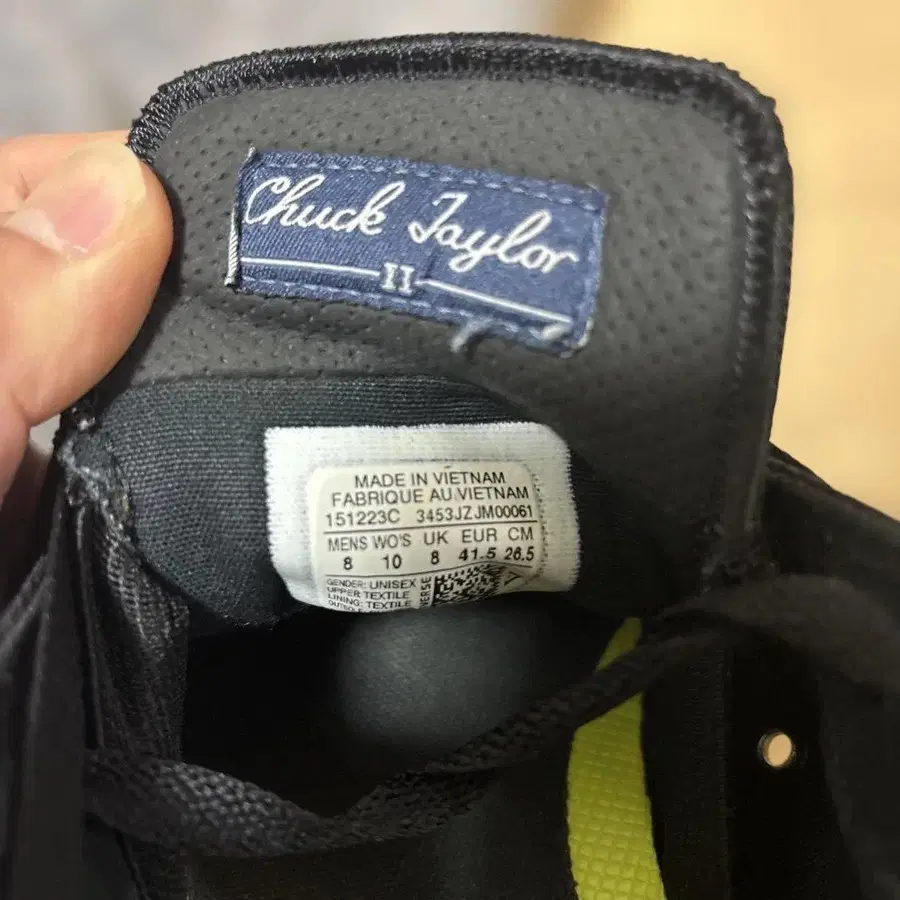 Chuck Taylor
II
MADE IN VIETNAM
FABRIQUE AU VIETNAM
151223C 3453JZJM00061
MENS WO'S UK EUR CM
8 10 8 41.5 26.5
GENDER: UNISEX
UPPER: TEXTILE
LINING: TEXTILE